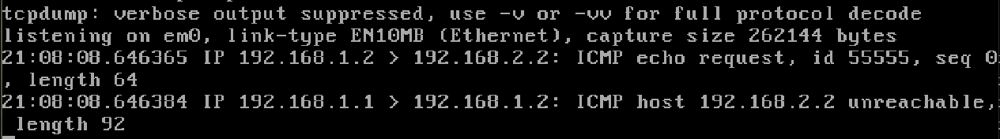 tcpdump: verbose output suppressed, use -v or -vv for full protocol decode
listening on em0, link-type EN10MB (Ethernet), capture size 262144 bytes
21:08:08.646365 IP 192.168.1.2 > 192.168.2.2: ICMP echo request, id 55555, seq 0
, length 64
21:08:08.646384 IP 192.168.1.1 > 192.168.1.2: ICMP host 192.168.2.2 unreachable,
 length 92